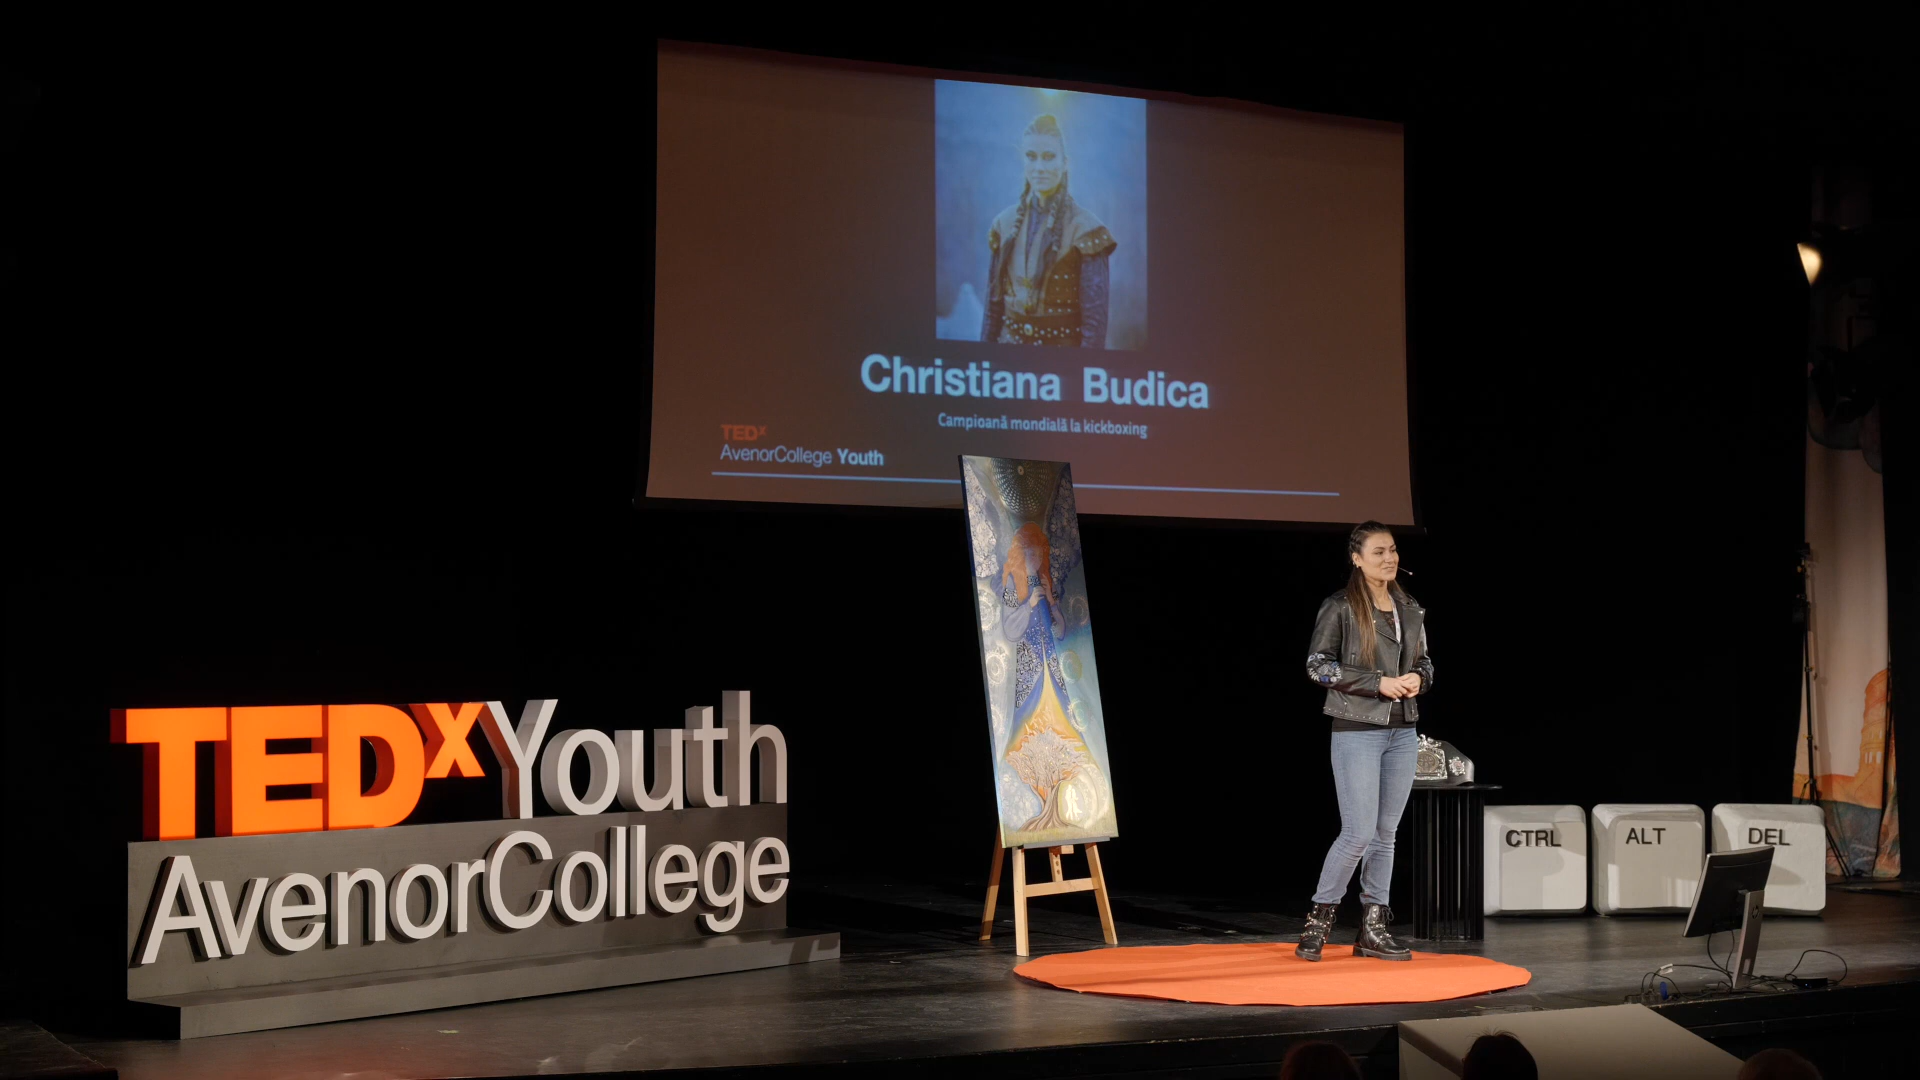 Christiana Budica
Campioană mondială la kickboxing
TEDx
AvenorCollege Youth
TEDxYouth
AvenorCollege
CTRL
ALT
DEL